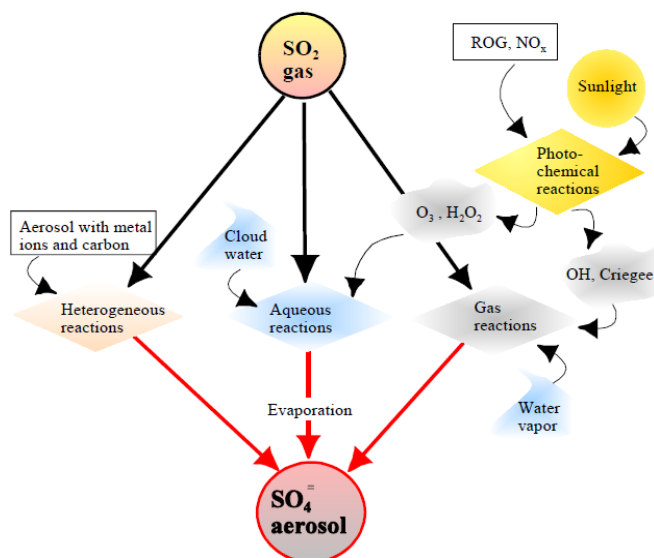 SO₂
gas
ROG, NOₓ
Sunlight
Photo-
chemical
reactions
O₃ , H₂O₂
Aerosol with metal
ions and carbon
Cloud
water
OH, Criegee
Heterogeneous
reactions
Aqueous
reactions
Gas
reactions
Evaporation
Water
vapor
SO₄⁼
aerosol